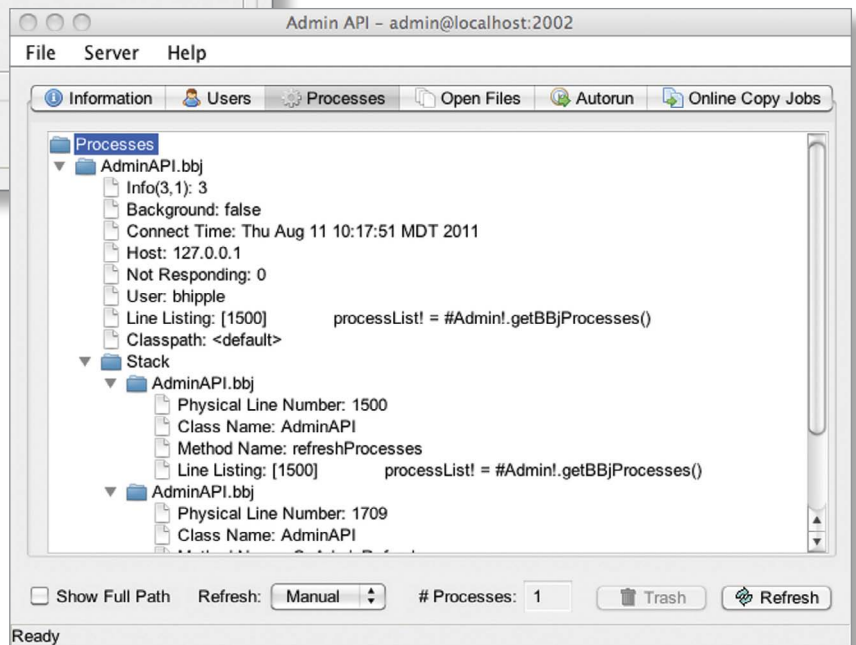 Admin API – admin@localhost:2002
File Server Help
Information Users Processes Open Files Autorun Online Copy Jobs
Processes
AdminAPI.bbj
Info(3,1): 3
Background: false
Connect Time: Thu Aug 11 10:17:51 MDT 2011
Host: 127.0.0.1
Not Responding: 0
User: bhipple
Line Listing: [1500] processList! = #Admin!.getBBjProcesses()
Classpath: <default>
Stack
AdminAPI.bbj
Physical Line Number: 1500
Class Name: AdminAPI
Method Name: refreshProcesses
Line Listing: [1500] processList! = #Admin!.getBBjProcesses()
AdminAPI.bbj
Physical Line Number: 1709
Class Name: AdminAPI
Show Full Path Refresh: Manual # Processes: 1 Trash Refresh
Ready